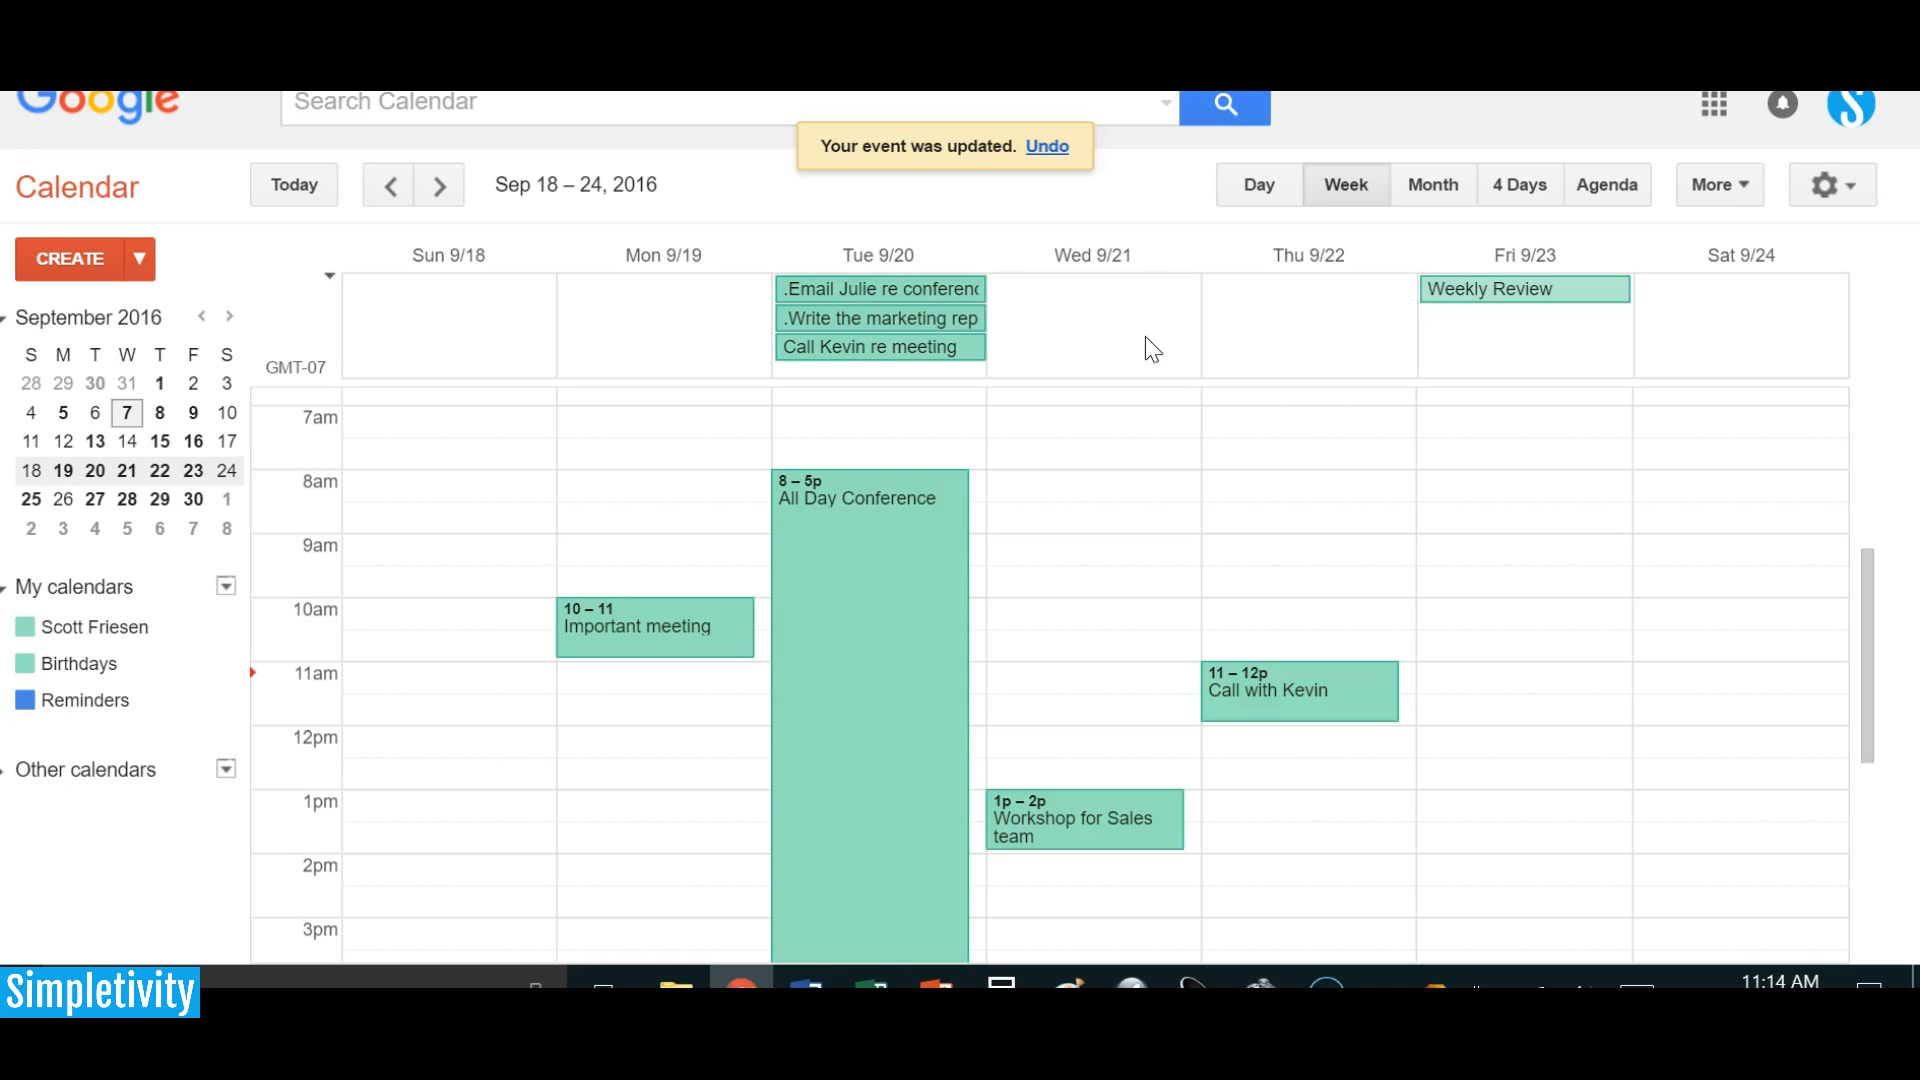 Google
Search Calendar
Your event was updated. Undo
Calendar
Today
Sep 18 – 24, 2016
Day
Week
Month
4 Days
Agenda
More
CREATE
Sun 9/18
Mon 9/19
Tue 9/20
Wed 9/21
Thu 9/22
Fri 9/23
Sat 9/24
.Email Julie re conferenc
.Write the marketing rep
Call Kevin re meeting
Weekly Review
GMT-07
September 2016
S M T W T F S
28 29 30 31 1 2 3
4 5 6 7 8 9 10
11 12 13 14 15 16 17
18 19 20 21 22 23 24
25 26 27 28 29 30 1
2 3 4 5 6 7 8
My calendars
Scott Friesen
Birthdays
Reminders
Other calendars
7am
8am
9am
10am
11am
12pm
1pm
2pm
3pm
10 – 11
Important meeting
8 – 5p
All Day Conference
1p – 2p
Workshop for Sales
team
11 – 12p
Call with Kevin
11:14 AM
Simpletivity